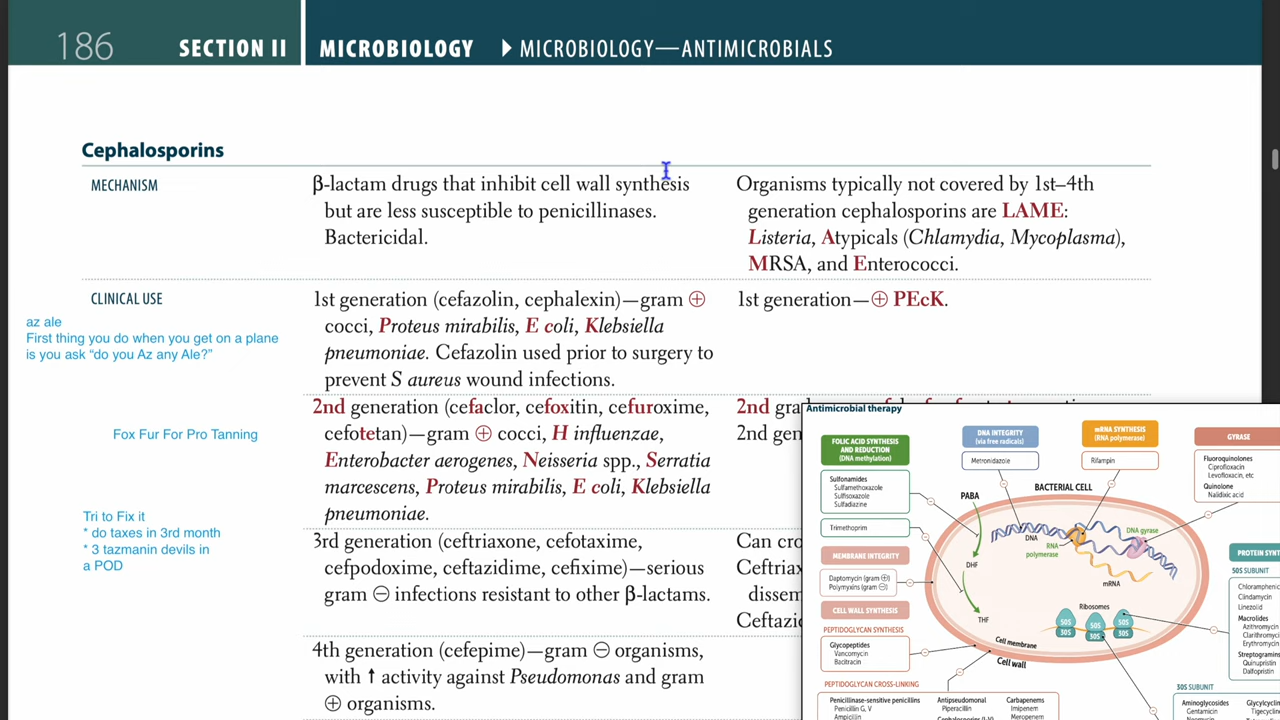 186 SECTION II MICROBIOLOGY ▶ MICROBIOLOGY—ANTIMICROBIALS
Cephalosporins
MECHANISM
β-lactam drugs that inhibit cell wall synthesis
but are less susceptible to penicillinases.
Bactericidal.
Organisms typically not covered by 1st–4th
generation cephalosporins are LAME:
Listeria, Atypicals (Chlamydia, Mycoplasma),
MRSA, and Enterococci.
CLINICAL USE
1st generation (cefazolin, cephalexin)—gram ⊕
cocci, Proteus mirabilis, E coli, Klebsiella
pneumoniae. Cefazolin used prior to surgery to
prevent S aureus wound infections.
1st generation—⊕ PEcK.
az ale
First thing you do when you get on a plane
is you ask “do you Az any Ale?”
2nd generation (cefaclor, cefoxitin, cefuroxime,
cefotetan)—gram ⊕ cocci, H influenzae,
Enterobacter aerogenes, Neisseria spp., Serratia
marcescens, Proteus mirabilis, E coli, Klebsiella
pneumoniae.
2nd
2nd gen
Fox Fur For Pro Tanning
Tri to Fix it
* do taxes in 3rd month
* 3 tazmanin devils in
a POD
3rd generation (ceftriaxone, cefotaxime,
cefpodoxime, ceftazidime, cefixime)—serious
gram ⊖ infections resistant to other β-lactams.
Can cro
Ceftriax
dissem
Ceftazid
4th generation (cefepime)—gram ⊖ organisms,
with ↑ activity against Pseudomonas and gram
⊕ organisms.
Antimicrobial therapy
FOLIC ACID SYNTHESIS
AND REDUCTION
(DNA methylation)
Sulfonamides
Sulfamethoxazole
Sulfisoxazole
Sulfadiazine
Trimethoprim
MEMBRANE INTEGRITY
Daptomycin (gram ⊕)
Polymyxins (gram ⊖)
CELL WALL SYNTHESIS
PEPTIDOGLYCAN SYNTHESIS
Glycopeptides
Vancomycin
Bacitracin
PEPTIDOGLYCAN CROSS-LINKING
Penicillinase-sensitive penicillins
Penicillin G, V
Ampicillin
Antipseudomonal
Piperacillin
Carbapenems
Imipenem
Meropenem
DNA INTEGRITY
(via free radicals)
Metronidazole
mRNA SYNTHESIS
(RNA polymerase)
Rifampin
GYRASE
Fluoroquinolones
Ciprofloxacin
Levofloxacin, etc
Quinolone
Nalidixic acid
PABA
BACTERIAL CELL
DNA
DNA gyrase
RNA
polymerase
mRNA
DHF
THF
Ribosomes
50S
30S
50S
30S
50S
30S
Cell membrane
Cell wall
PROTEIN SYNT
50S SUBUNIT
Chloramphenic
Clindamycin
Linezolid
Macrolides
Azithromycin
Clarithromyc
Erythromyci
Streptogramins
Quinupristin
Dalfopristin
30S SUBUNIT
Aminoglycosides
Gentamicin
Glycylcyclin
Tigecycline